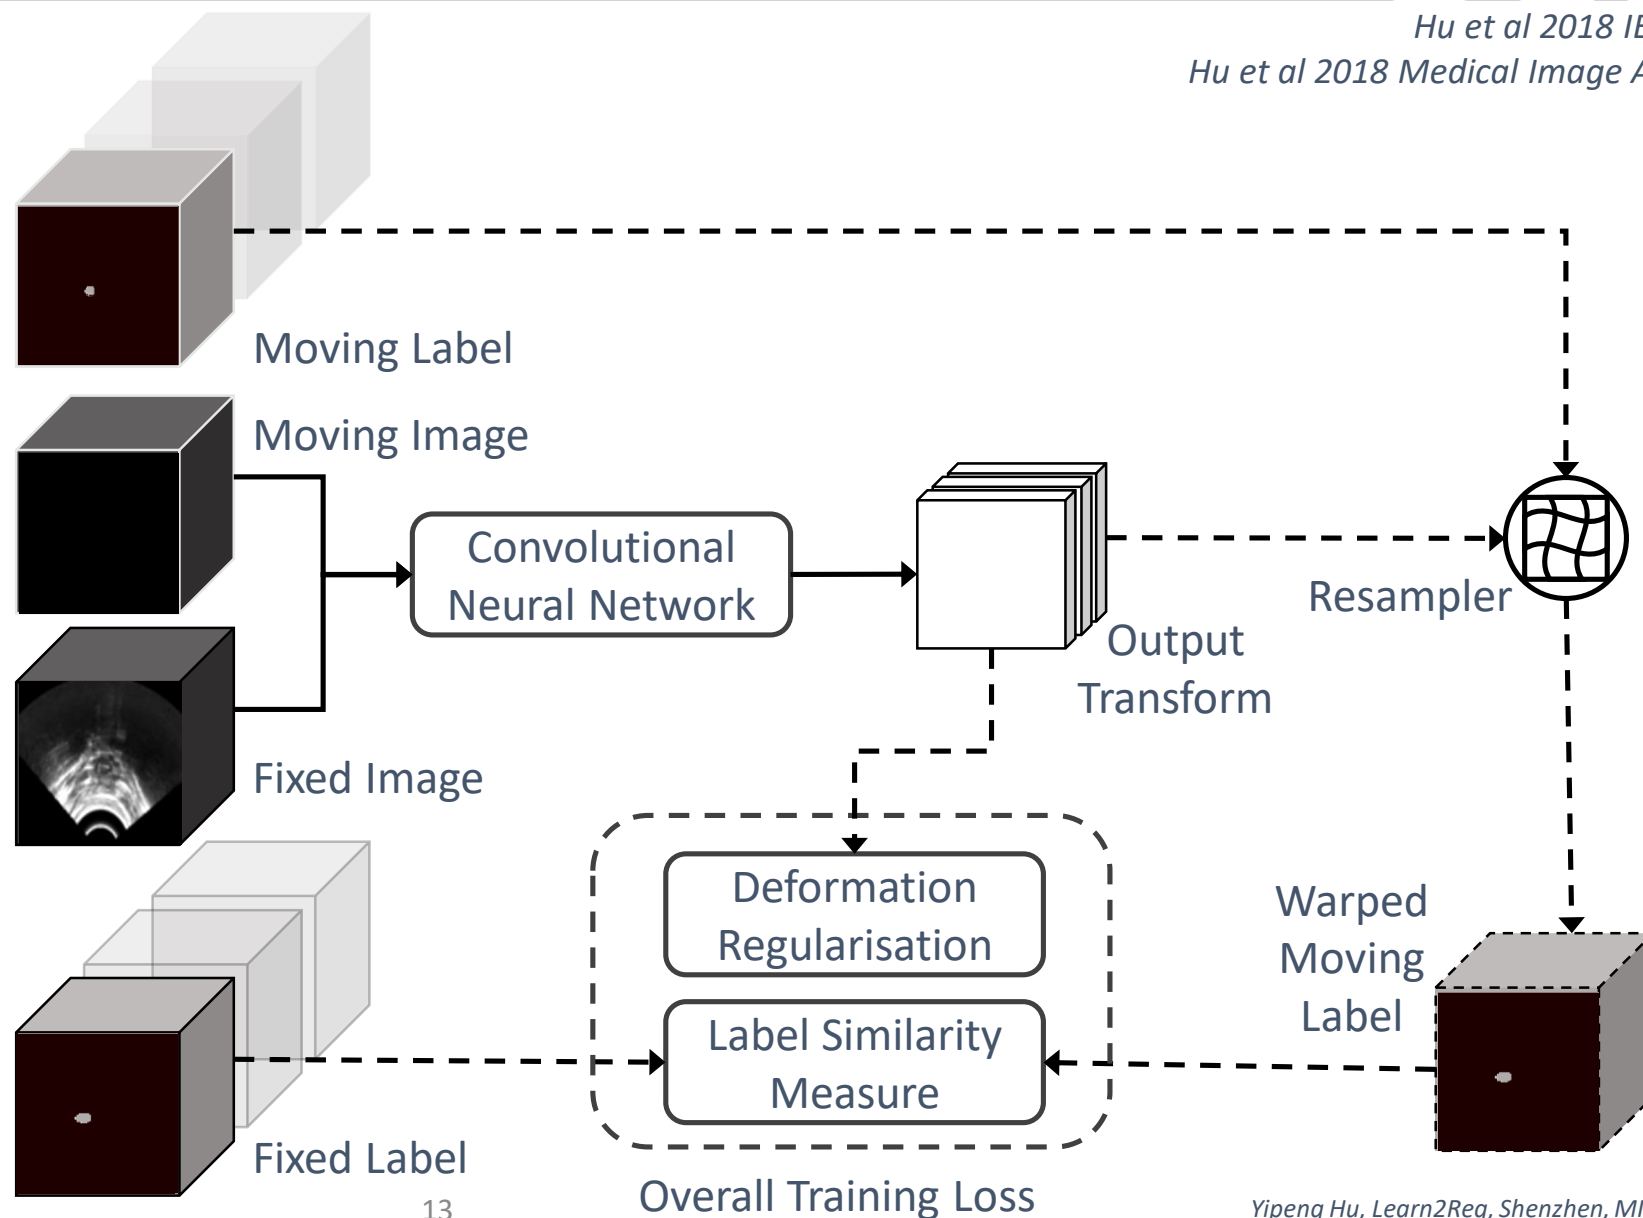 Hu et al 2018 IE
Hu et al 2018 Medical Image A
Moving Label
Moving Image
Convolutional
Neural Network
Resampler
Output
Transform
Fixed Image
Deformation
Regularisation
Warped
Moving
Label
Label Similarity
Measure
Fixed Label
Overall Training Loss
13
Yipeng Hu, Learn2Reg, Shenzhen, MI